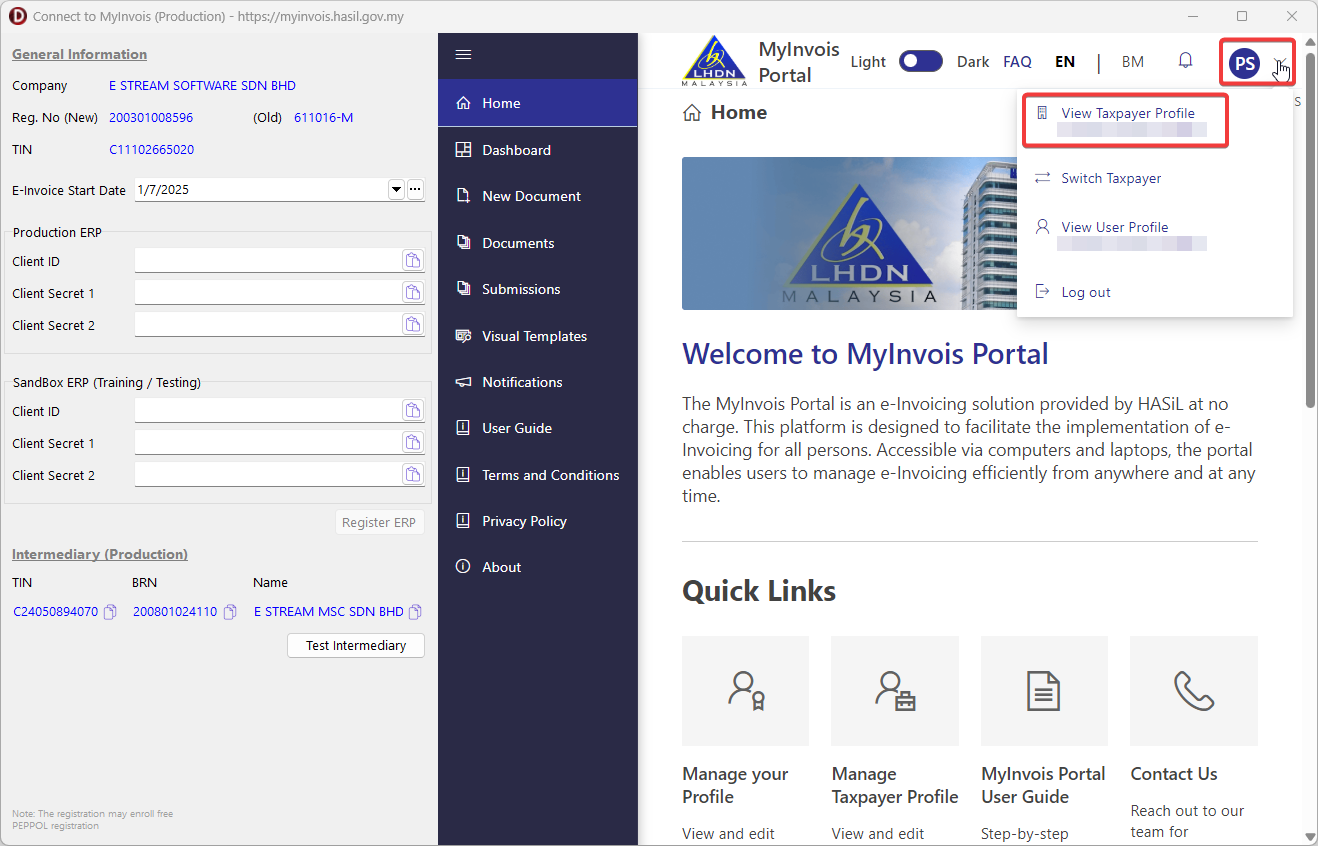 Connect to MyInvois (Production) - https://myinvois.hasil.gov.my
General Information
Company E STREAM SOFTWARE SDN BHD
Reg. No (New) 200301008596 (Old) 611016-M
TIN C11102665020
E-Invoice Start Date 1/7/2025
Production ERP
Client ID
Client Secret 1
Client Secret 2
SandBox ERP (Training / Testing)
Client ID
Client Secret 1
Client Secret 2
Register ERP
Intermediary (Production)
TIN BRN Name
C24050894070 200801024110 E STREAM MSC SDN BHD
Test Intermediary
Note: The registration may enroll free
PEPPOL registration
Home
Dashboard
New Document
Documents
Submissions
Visual Templates
Notifications
User Guide
Terms and Conditions
Privacy Policy
About
LHDN
MALAYSIA
MyInvois
Portal
Light Dark FAQ EN | BM PS
S
Home
View Taxpayer Profile
Switch Taxpayer
View User Profile
Log out
LHDN
MALAYSIA
Welcome to MyInvois Portal
The MyInvois Portal is an e-Invoicing solution provided by HASiL at no
charge. This platform is designed to facilitate the implementation of e-
Invoicing for all persons. Accessible via computers and laptops, the portal
enables users to manage e-Invoicing efficiently from anywhere and at any
time.
Quick Links
Manage your
Profile
View and edit
Manage
Taxpayer Profile
View and edit
MyInvois Portal
User Guide
Step-by-step
Contact Us
Reach out to our
team for